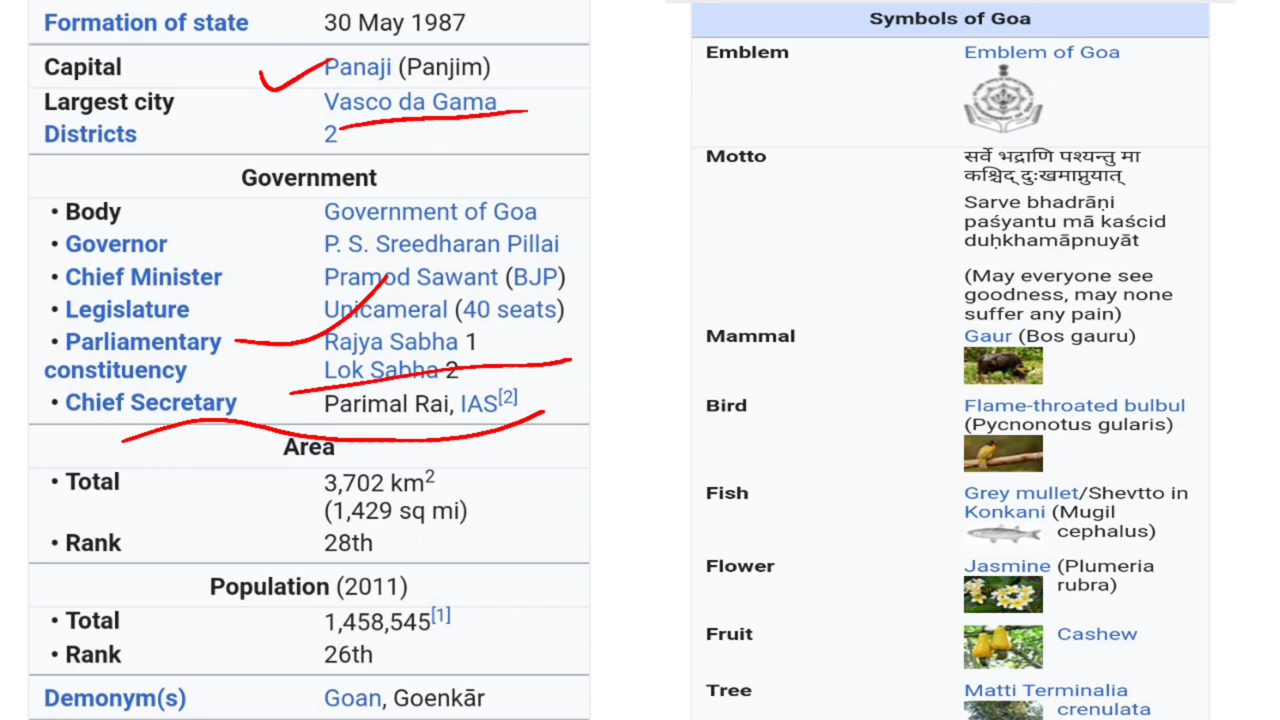 Formation of state 30 May 1987
Capital Panaji (Panjim)
Largest city Vasco da Gama
Districts 2
Government
• Body Government of Goa
• Governor P. S. Sreedharan Pillai
• Chief Minister Pramod Sawant (BJP)
• Legislature Unicameral (40 seats)
• Parliamentary Rajya Sabha 1
constituency Lok Sabha 2
• Chief Secretary Parimal Rai, IAS[2]
Area
• Total 3,702 km2
(1,429 sq mi)
• Rank 28th
Population (2011)
• Total 1,458,545[1]
• Rank 26th
Demonym(s) Goan, Goenkār
Symbols of Goa
Emblem Emblem of Goa
Motto सर्वे भद्राणि पश्यन्तु मा
कश्चिद् दुःखमाप्नुयात्
Sarve bhadrāṇi
paśyantu mā kaścid
duḥkhamāpnuyāt
(May everyone see
goodness, may none
suffer any pain)
Mammal Gaur (Bos gauru)
Bird Flame-throated bulbul
(Pycnonotus gularis)
Fish Grey mullet/Shevtto in
Konkani (Mugil
cephalus)
Flower Jasmine (Plumeria
rubra)
Fruit Cashew
Tree Matti Terminalia
crenulata